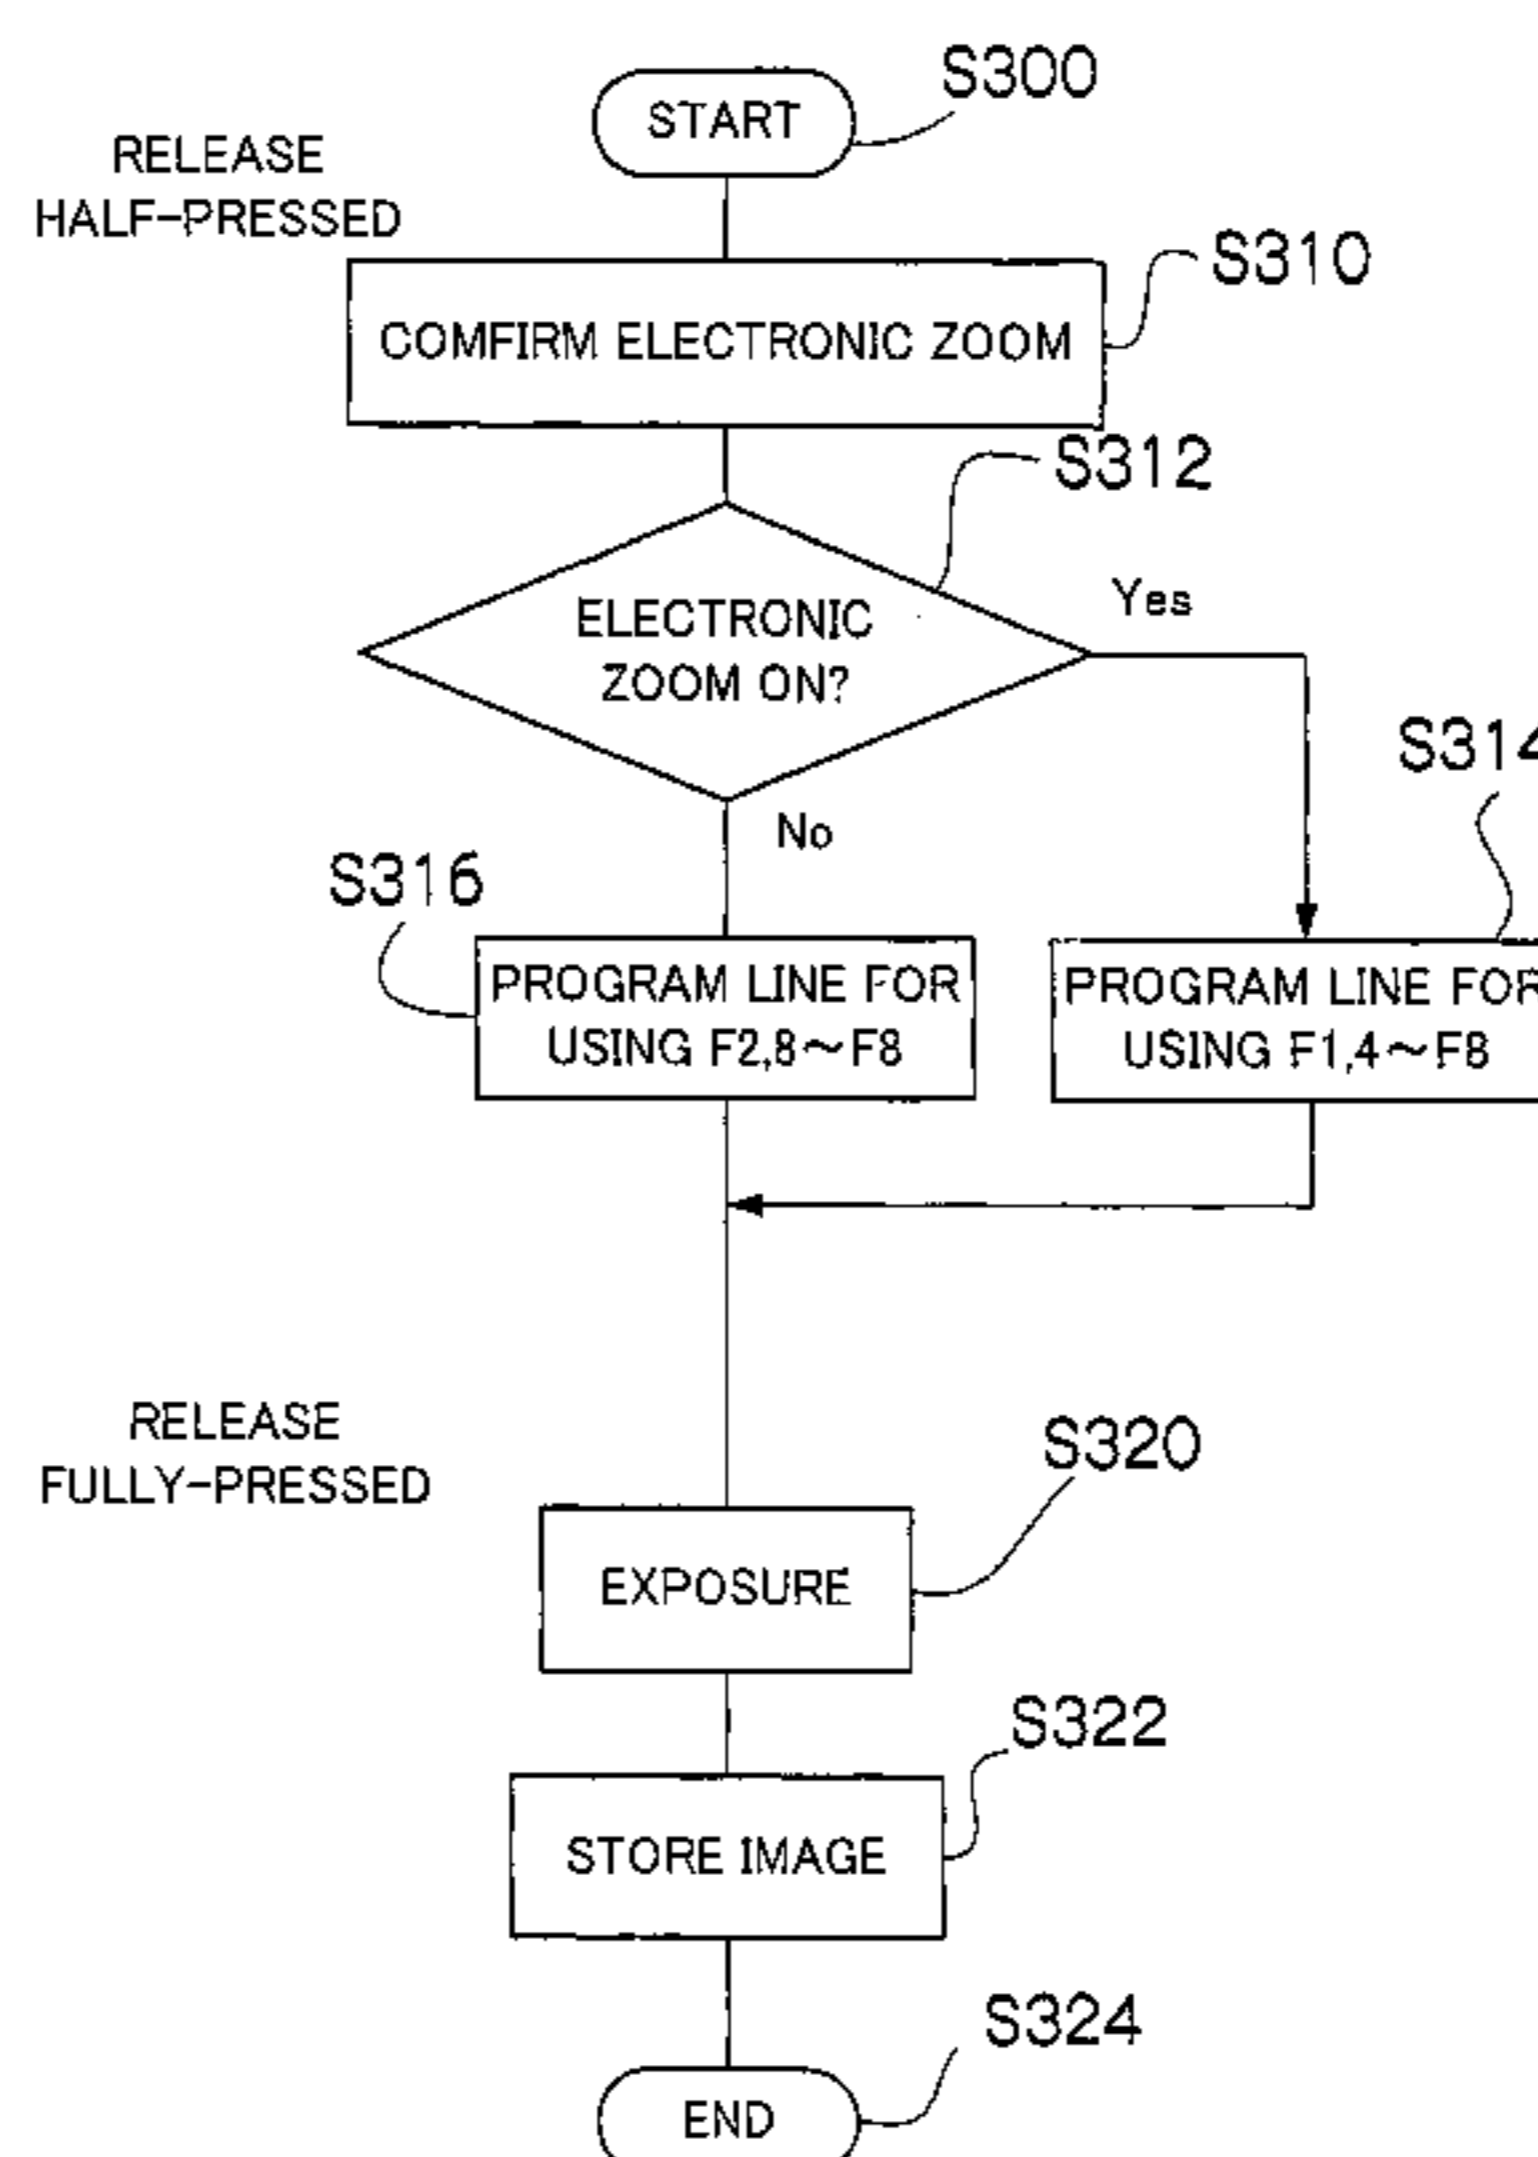 S300
START
RELEASE
HALF-PRESSED
S310
COMFIRM ELECTRONIC ZOOM
S312
ELECTRONIC
ZOOM ON?
Yes
S314
No
S316
PROGRAM LINE FOR
USING F2,8~F8
PROGRAM LINE FOR
USING F1,4~F8
RELEASE
FULLY-PRESSED
S320
EXPOSURE
S322
STORE IMAGE
S324
END